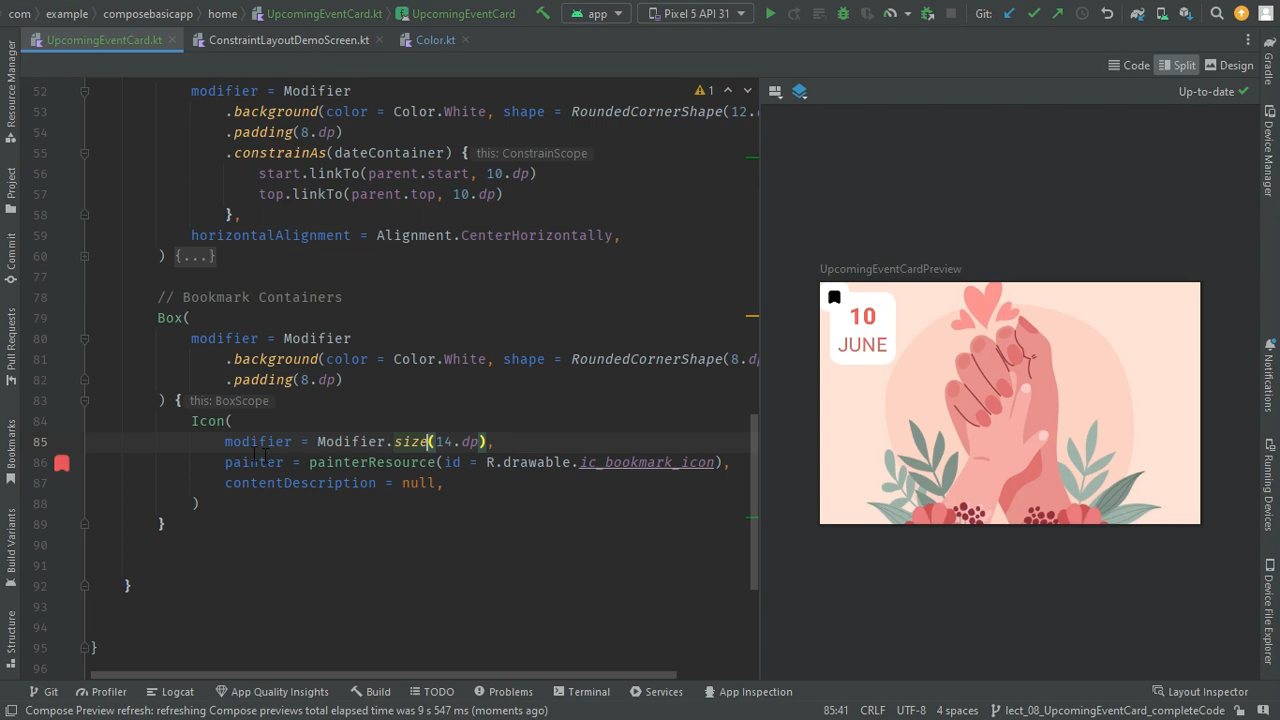 com
example
composebasicapp
home
UpcomingEventCard.kt
UpcomingEventCard
app
Pixel 5 API 31
Git:
UpcomingEventCard.kt
ConstraintLayoutDemoScreen.kt
Color.kt
Code
Split
Design
Up-to-date
Resource Manager
Project
Commit
Pull Requests
Bookmarks
Build Variants
Structure
1
52 modifier = Modifier
53 .background(color = Color.White, shape = RoundedCornerShape(12.
54 .padding(8.dp)
55 .constrainAs(dateContainer) { this: ConstrainScope
56 start.linkTo(parent.start, 10.dp)
57 top.linkTo(parent.top, 10.dp)
58 },
59 horizontalAlignment = Alignment.CenterHorizontally,
60 ) {...}
77
78 // Bookmark Containers
79 Box(
80 modifier = Modifier
81 .background(color = Color.White, shape = RoundedCornerShape(8.dp
82 .padding(8.dp)
83 ) { this: BoxScope
84 Icon(
85 modifier = Modifier.size(14.dp),
86 painter = painterResource(id = R.drawable.ic_bookmark_icon),
87 contentDescription = null,
88 )
89 }
90
91
92 }
93
94
95 }
96
UpcomingEventCardPreview
10
JUNE
Gradle
Device Manager
Notifications
Running Devices
Device File Explorer
Git
Profiler
Logcat
App Quality Insights
Build
TODO
Problems
Terminal
Services
App Inspection
Layout Inspector
Compose Preview refresh: refreshing Compose previews total elapsed time was 9 s 547 ms (moments ago)
85:41
CRLF
UTF-8
4 spaces
lect_08_UpcomingEventCard_completeCode